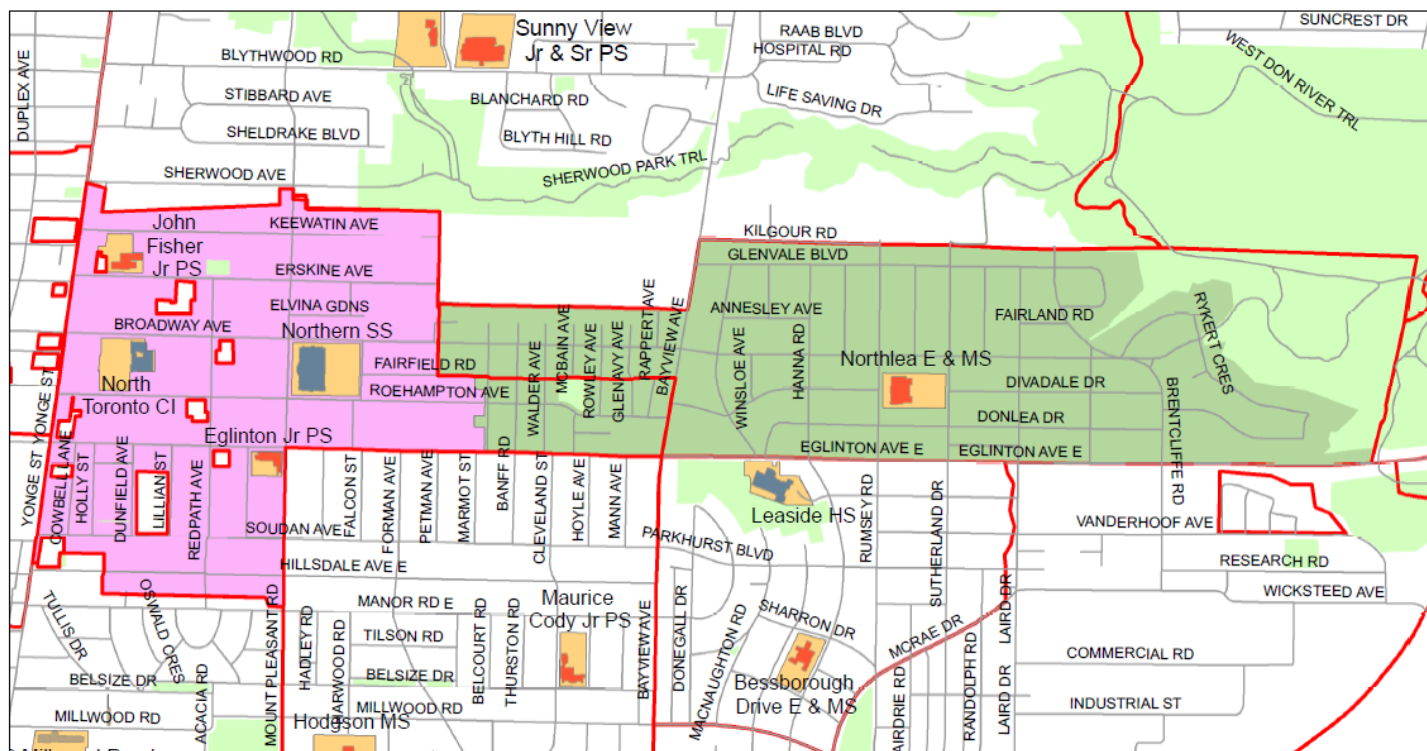 Sunny View
Jr & Sr PS
SUNCREST DR
RAAB BLVD
HOSPITAL RD
BLYTHWOOD RD
WEST DON RIVER TRL
DUPLEX AVE
STIBBARD AVE
BLANCHARD RD
LIFE SAVING DR
SHELDRAKE BLVD
BLYTH HILL RD
SHERWOOD PARK TRL
SHERWOOD AVE
John
Fisher
Jr PS
KEEWATIN AVE
KILGOUR RD
GLENVALE BLVD
ERSKINE AVE
ELVINA GDNS
ANNESLEY AVE
FAIRLAND RD
RYKERT CRES
BROADWAY AVE
Northern SS
FAIRFIELD RD
ROEHAMPTON AVE
WALDER AVE
MCBAIN AVE
ROWLEY AVE
GLENAVY AVE
RAPPERT AVE
BAYVIEW AVE
WINSLOE AVE
HANNA RD
Northlea E & MS
DIVADALE DR
DONLEA DR
BRENTCLIFFE RD
North
Toronto CI
YONGE ST
YONGE ST
Eglinton Jr PS
EGLINTON AVE E
EGLINTON AVE E
COWBELL LANE
HOLLY ST
DUNFIELD AVE
LILLIAN ST
REDPATH AVE
FALCON ST
FORMAN AVE
PETMAN AVE
MARMOT ST
BANFF RD
CLEVELAND ST
HOYLE AVE
MANN AVE
Leaside HS
RUMSEY RD
SUTHERLAND DR
VANDERHOOF AVE
SOUDAN AVE
PARKHURST BLVD
HILLSDALE AVE E
RESEARCH RD
WICKSTEED AVE
TULLIS DR
OSWALD CRES
MOUNT PLEASANT RD
MANOR RD E
Maurice
Cody Jr PS
DONEGALL DR
MACNAUGHTON RD
SHARRON DR
MCRAE DR
LAIRD DR
LAIRD DR
HADLEY RD
HARWOOD RD
TILSON RD
BELCOURT RD
THURSTON RD
BAYVIEW AVE
COMMERCIAL RD
BELSIZE DR
ACACIA RD
BELSIZE DR
Bessborough
Drive E & MS
RANDOLPH RD
INDUSTRIAL ST
MILLWOOD RD
MILLWOOD RD
Hodgson MS